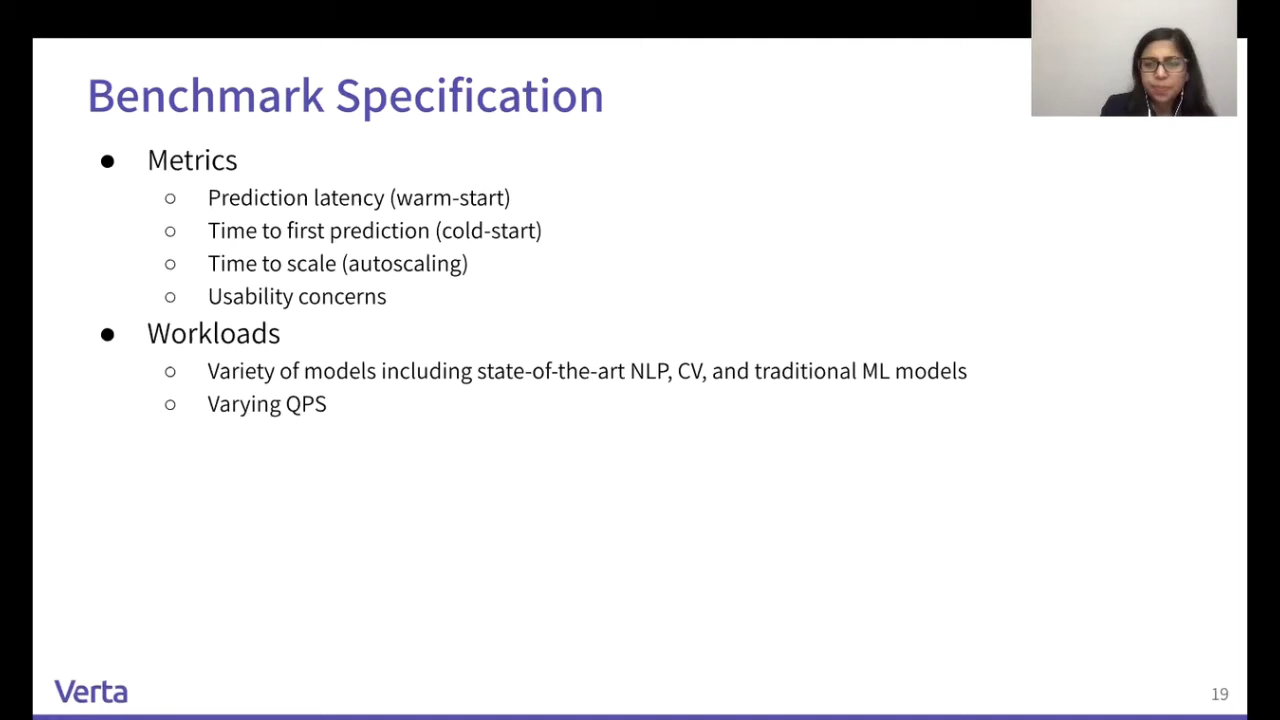 Benchmark Specification
● Metrics
○ Prediction latency (warm-start)
○ Time to first prediction (cold-start)
○ Time to scale (autoscaling)
○ Usability concerns
● Workloads
○ Variety of models including state-of-the-art NLP, CV, and traditional ML models
○ Varying QPS
Verta
19